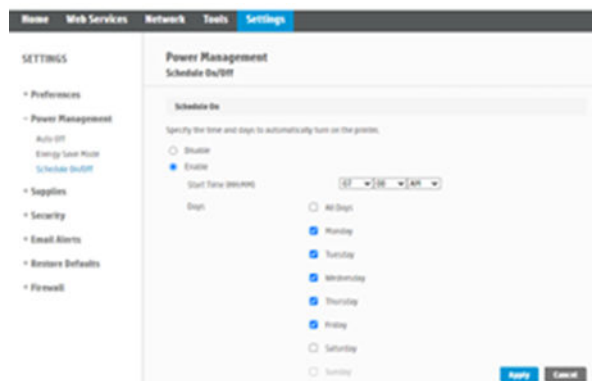 Home Web Services Network Tools Settings
SETTINGS
+ Preferences
- Power Management
Auto Off
Energy Save Mode
Schedule On/Off
+ Supplies
+ Security
+ Email Alerts
+ Restore Defaults
+ Firewall
Power Management
Schedule On/Off
Schedule On
Specify the time and days to automatically turn on the printer.
Disable
Enable
Start Time (HH:MM) 07 00 AM
Days
All Days
Monday
Tuesday
Wednesday
Thursday
Friday
Saturday
Sunday
Apply Cancel